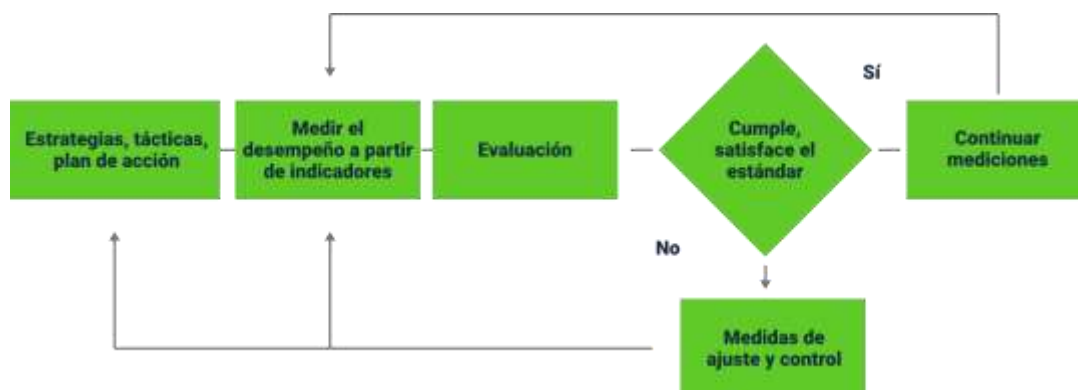 Estrategias, tácticas,
plan de acción
Medir el
desempeño a partir
de indicadores
Evaluación
Cumple,
satisface el
estándar
Sí
Continuar
mediciones
No
Medidas de
ajuste y control